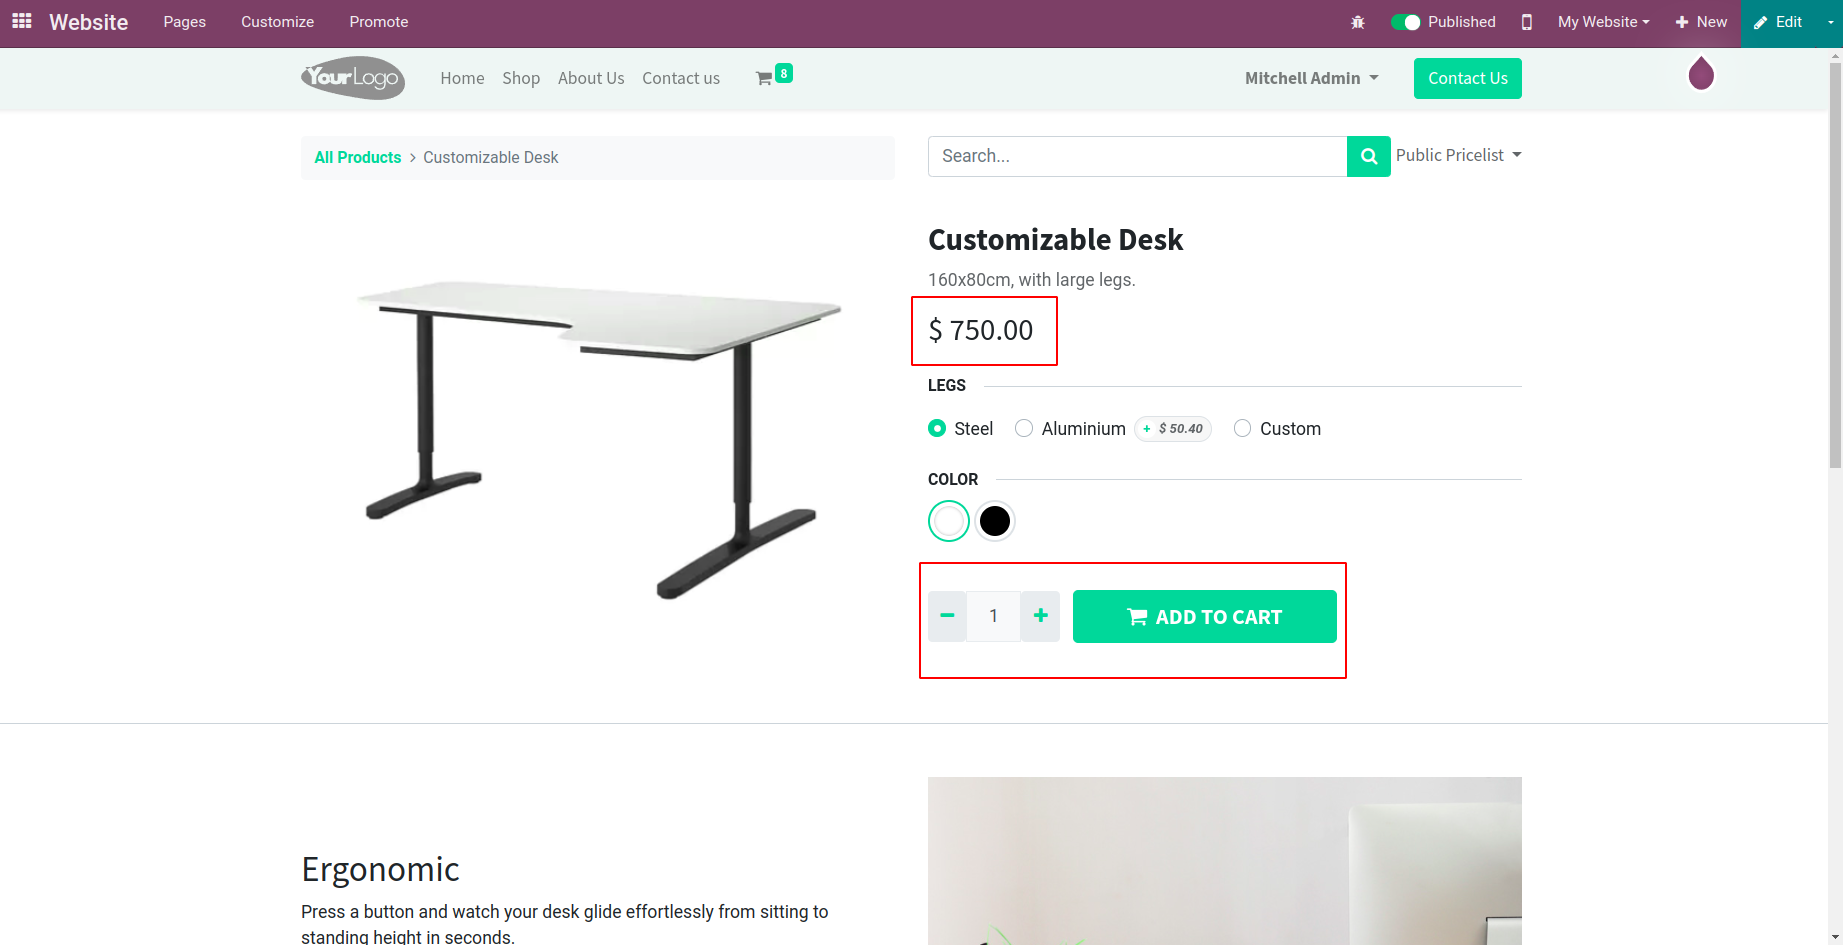 Website Pages Customize Promote Published My Website New Edit
YourLogo Home Shop About Us Contact us 8 Mitchell Admin Contact Us
All Products > Customizable Desk
Search... Public Pricelist
Customizable Desk
160x80cm, with large legs.
$ 750.00
LEGS
Steel Aluminium + $ 50.40 Custom
COLOR
− 1 + ADD TO CART
Ergonomic
Press a button and watch your desk glide effortlessly from sitting to
standing height in seconds.